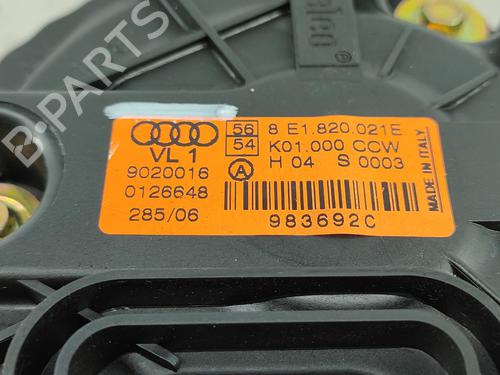 VL 1
9020016
0126648
285/06
56
54
A
8 E1.820.021E
K01.000 CCW
H 04 S 0003
983692C
MADE IN ITALY
B-PARTS